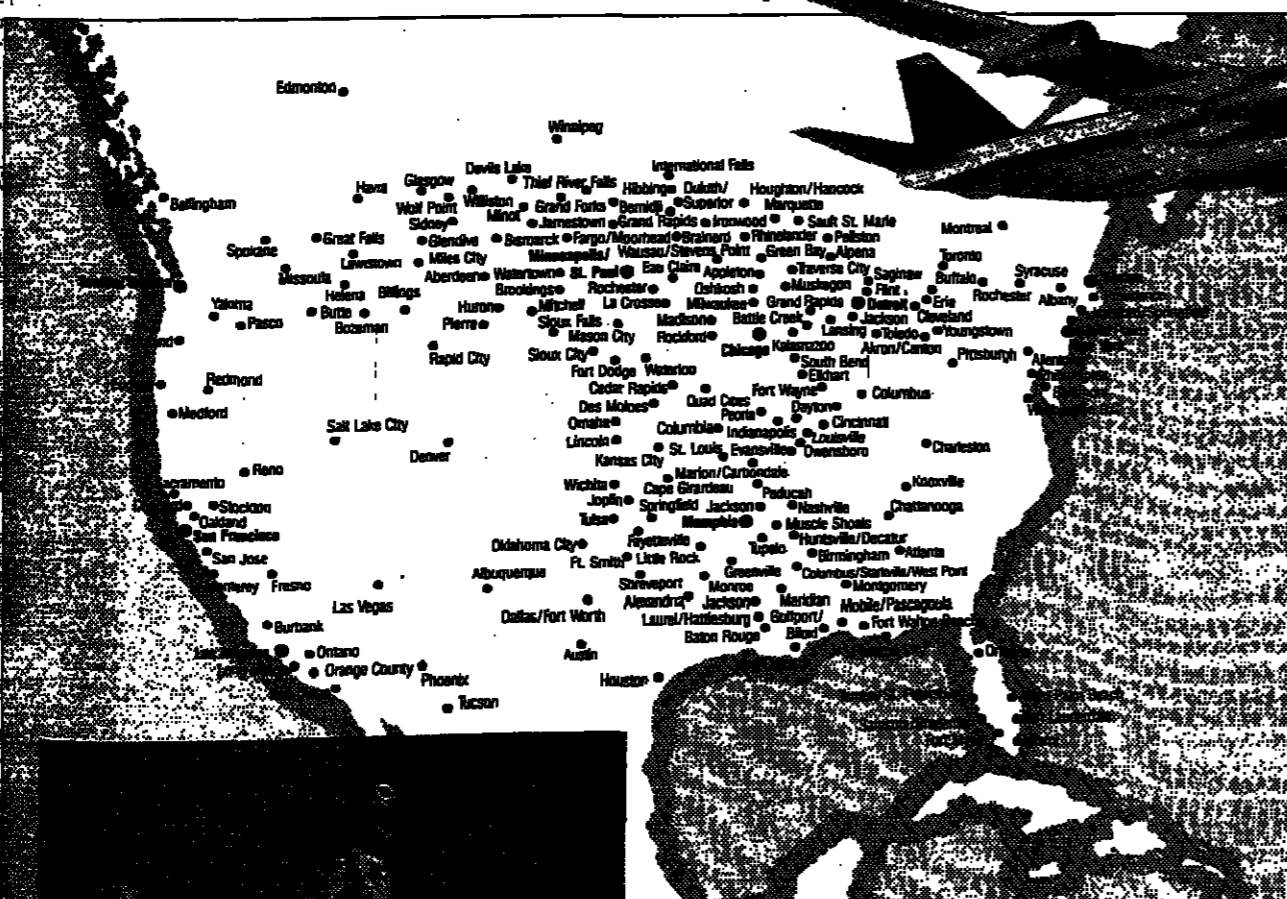 Edmonton
Winnipeg
Devils Lake
International Falls
Havre
Glasgow
Thief River Falls
Hibbing
Duluth/
Superior
Houghton/Hancock
Bellingham
Wolf Point
Williston
Grand Forks
Bemidji
Marquette
Sidney
Minot
Jamestown
Grand Rapids
Ironwood
Sault St. Marie
Montreal
Spokane
Great Falls
Glendive
Bismarck
Fargo/Moorhead
Brainerd
Rhinelander
Pellston
Lewistown
Miles City
Minneapolis/
St. Paul
Wausau/Stevens Point
Green Bay
Alpena
Toronto
Missoula
Aberdeen
Watertown
Eau Claire
Appleton
Traverse City
Saginaw
Buffalo
Syracuse
Helena
Billings
Brookings
Rochester
Oshkosh
Muskegon
Flint
Rochester
Albany
Yakima
Butte
Huron
Mitchell
La Crosse
Milwaukee
Grand Rapids
Detroit
Erie
Pasco
Bozeman
Pierre
Sioux Falls
Madison
Battle Creek
Jackson
Cleveland
Mason City
Rockford
Lansing
Toledo
Youngstown
Rapid City
Sioux City
Chicago
Kalamazoo
Akron/Canton
Pittsburgh
South Bend
Redmond
Fort Dodge
Waterloo
Elkhart
Cedar Rapids
Fort Wayne
Columbus
Medford
Des Moines
Quad Cities
Dayton
Peoria
Salt Lake City
Omaha
Columbia
Indianapolis
Cincinnati
Denver
Lincoln
Louisville
Charleston
St. Louis
Evansville
Owensboro
Kansas City
Reno
Marion/Carbondale
Wichita
Cape Girardeau
Paducah
Knoxville
Joplin
Springfield
Jackson
Nashville
Chattanooga
Stockton
Oakland
Tulsa
Memphis
Muscle Shoals
San Francisco
Fayetteville
Tupelo
Huntsville/Decatur
San Jose
Oklahoma City
Ft. Smith
Little Rock
Birmingham
Atlanta
Fresno
Albuquerque
Shreveport
Greenville
Columbus/Starkville/West Point
Las Vegas
Monroe
Montgomery
Alexandria
Jackson
Meridian
Mobile/Pascagoula
Burbank
Dallas/Fort Worth
Laurel/Hattiesburg
Gulfport/
Biloxi
Baton Rouge
Ontario
Austin
Orange County
Phoenix
Houston
Tucson